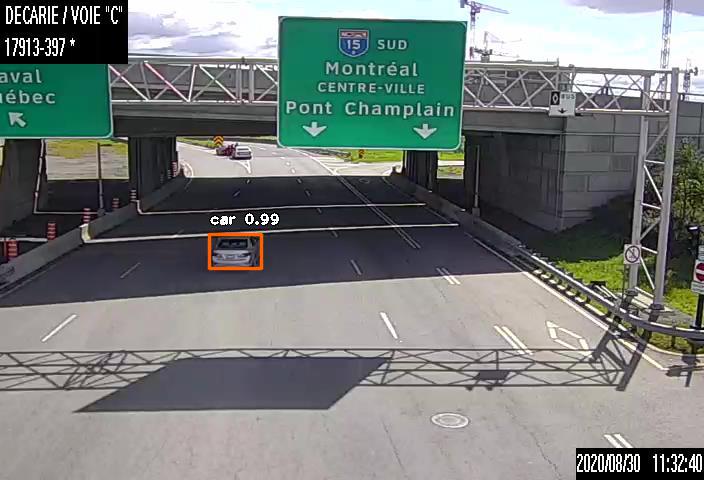 DECARIE / VOIE "C"
17913-397 *
15 SUD
Montréal
CENTRE-VILLE
Pont Champlain
aval
uébec
car 0.99
2020/08/30 11:32:40